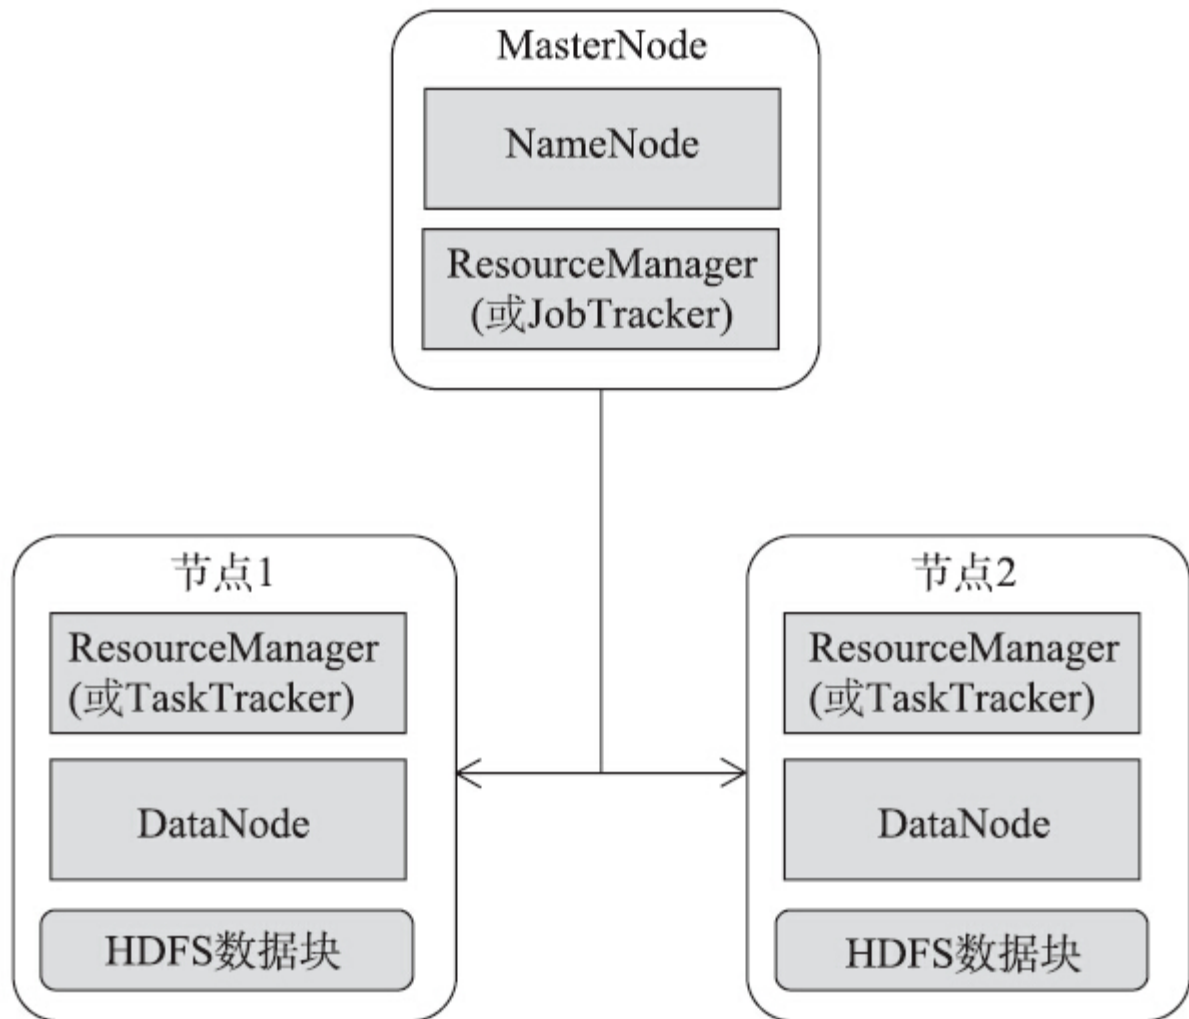 MasterNode
NameNode
ResourceManager
(或JobTracker)
节点1
ResourceManager
(或TaskTracker)
DataNode
HDFS数据块
节点2
ResourceManager
(或TaskTracker)
DataNode
HDFS数据块